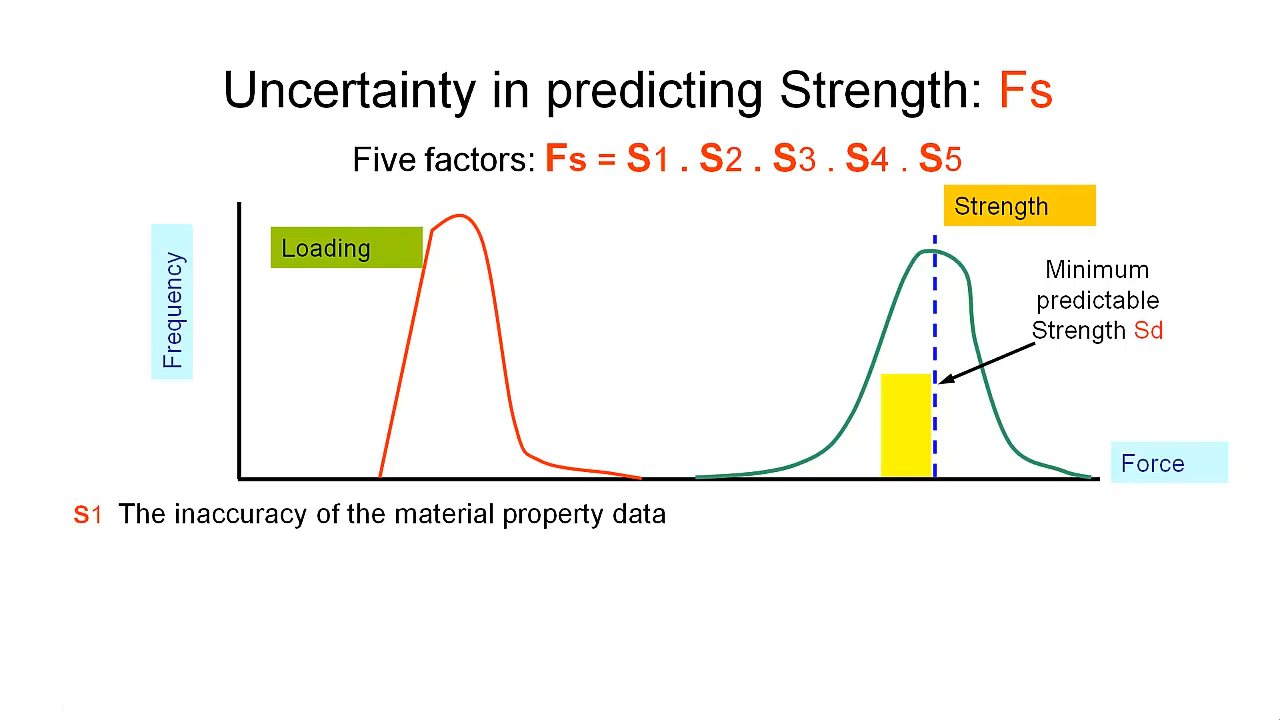 Uncertainty in predicting Strength: Fs
Five factors: Fs = S1 . S2 . S3 . S4 . S5
Strength
Loading
Minimum
predictable
Strength Sd
Frequency
Force
S1 The inaccuracy of the material property data